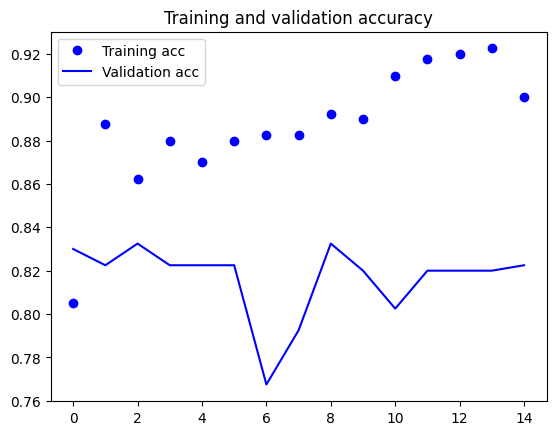 Training and validation accuracy
Training acc
Validation acc
0.92
0.90
0.88
0.86
0.84
0.82
0.80
0.78
0.76
0 2 4 6 8 10 12 14